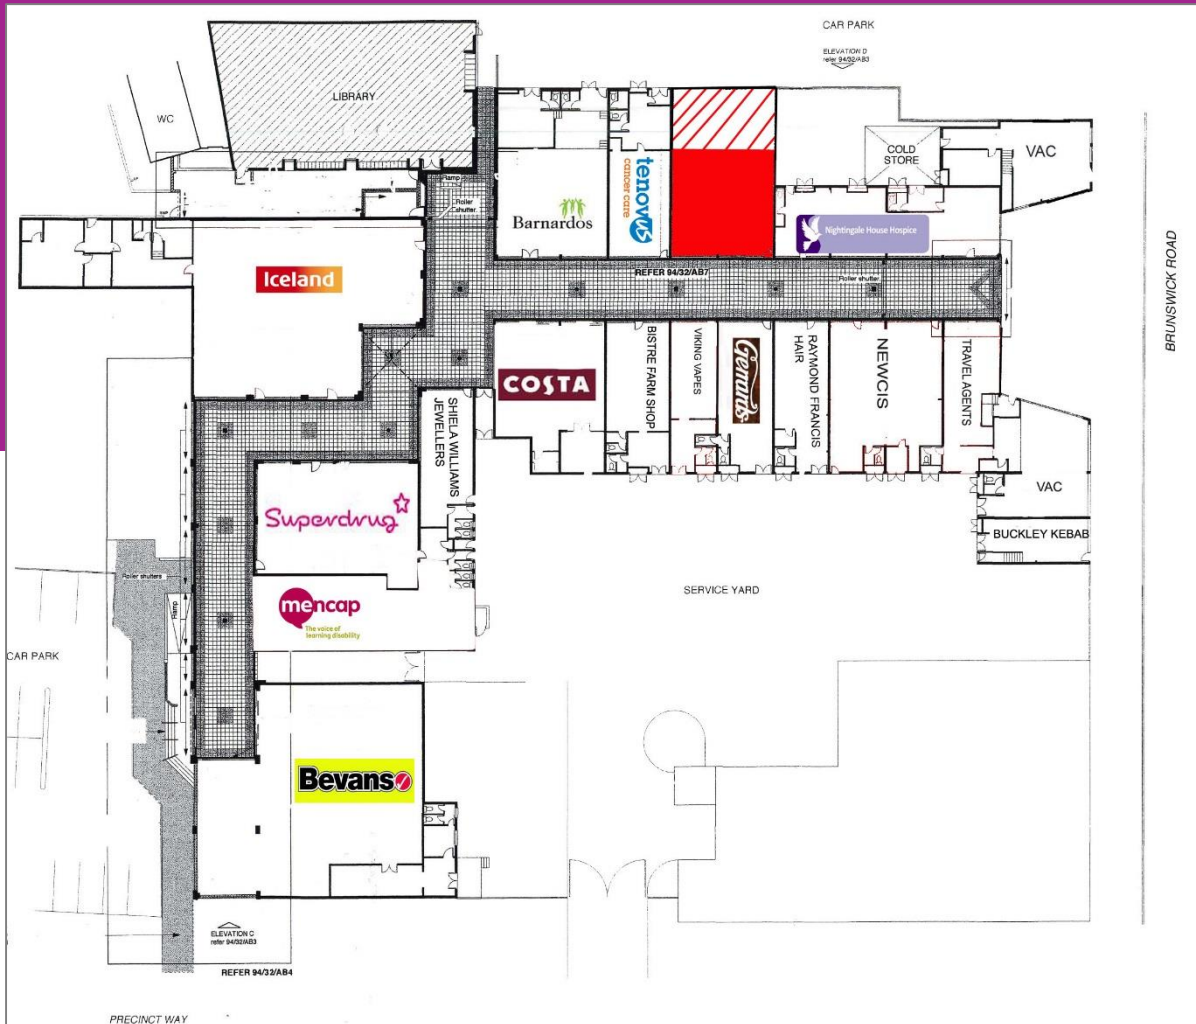 CAR PARK
ELEVATION D
refer 94/32/AB3
LIBRARY
WC
COLD
STORE
VAC
Ramp
Roller
shutter
Barnardos
tenovus
cancer care
Nightingale House Hospice
Iceland
REFER 94/32/AB7
Roller shutter
BRUNSWICK ROAD
COSTA
BISTRE FARM SHOP
VIKING VAPES
Gemnus
RAYMOND FRANCIS
HAIR
NEWCIS
TRAVEL AGENTS
SHIELA WILLIAMS
JEWELLERS
VAC
Superdrug
BUCKLEY KEBAB
Roller shutters
Ramp
SERVICE YARD
mencap
The voice of
learning disability
CAR PARK
Bevans
ELEVATION C
refer 94/32/AB3
REFER 94/32/AB4
PRECINCT WAY